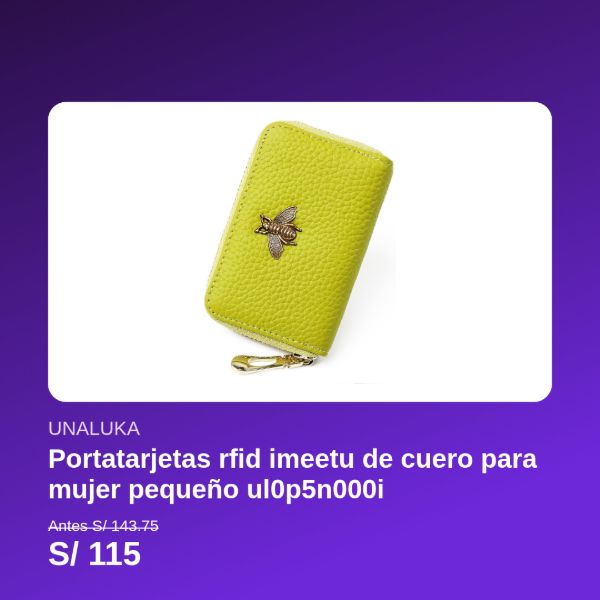 UNALUKA
Portatarjetas rfid imeetu de cuero para
mujer pequeño ul0p5n000i
Antes S/ 143.75
S/ 115